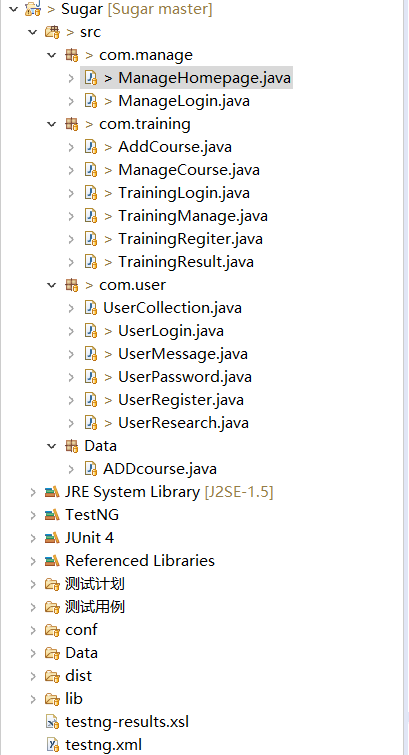 > Sugar [Sugar master]
> src
> com.manage
> ManageHomepage.java
> ManageLogin.java
> com.training
> AddCourse.java
> ManageCourse.java
> TrainingLogin.java
> TrainingManage.java
> TrainingRegiter.java
> TrainingResult.java
> com.user
UserCollection.java
> UserLogin.java
> UserMessage.java
> UserPassword.java
> UserRegister.java
> UserResearch.java
Data
ADDcourse.java
JRE System Library [J2SE-1.5]
TestNG
JUnit 4
Referenced Libraries
测试计划
测试用例
conf
Data
dist
lib
testng-results.xsl
testng.xml